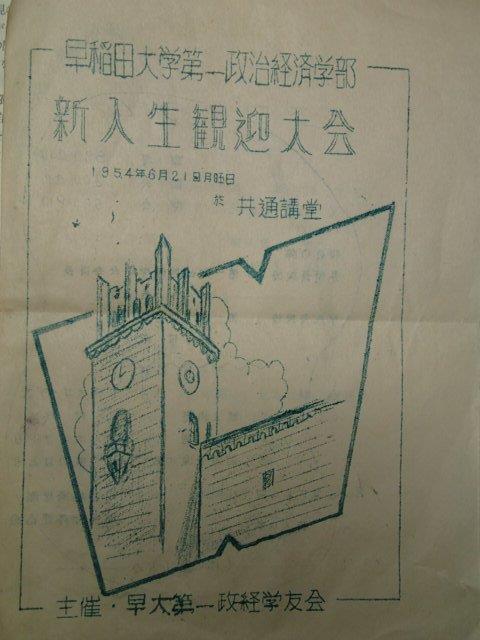 早稲田大学第一政治経済学部
新入生観迎大会
1954年6月21日月旺日
於 共通講堂
主催・早大第一政経学友会